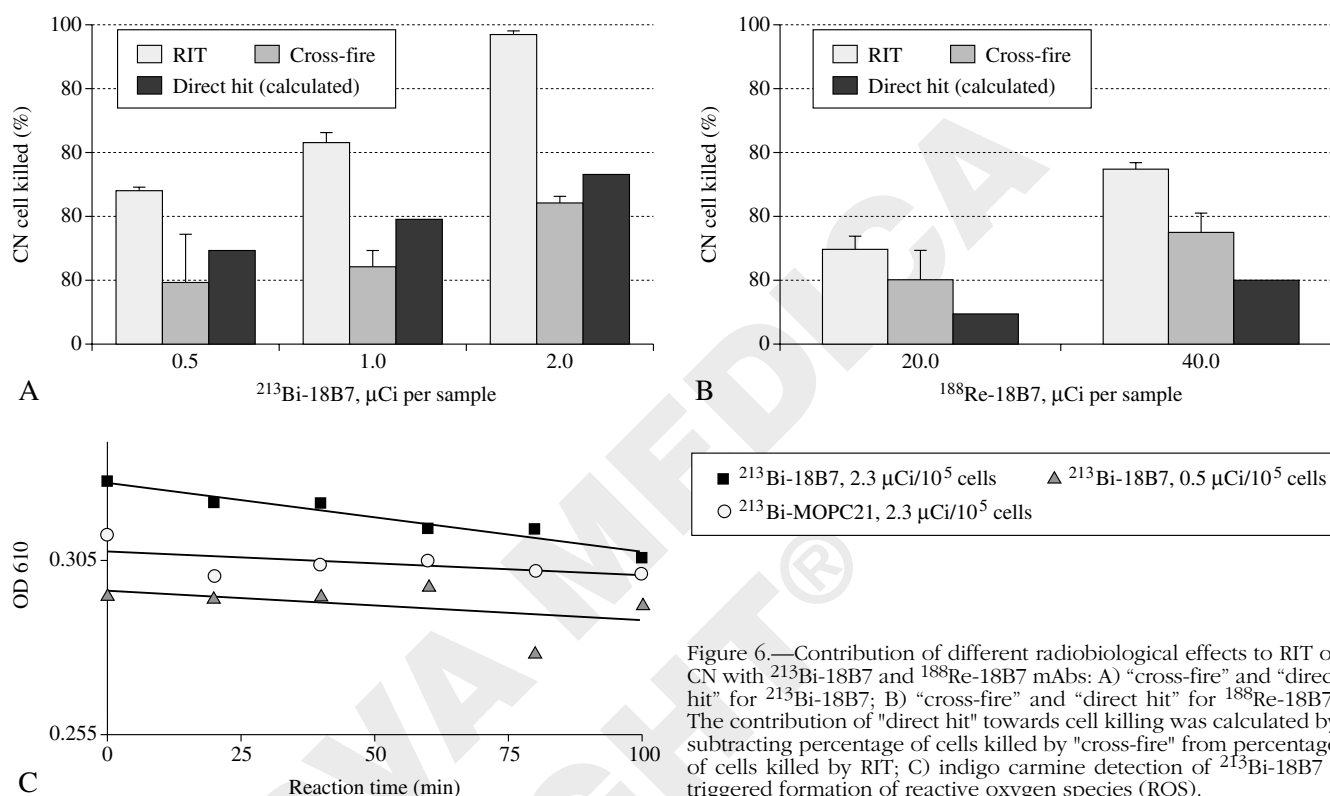 100
80
80
80
80
0
CN cell killed (%)
RIT
Cross-fire
Direct hit (calculated)
0.5
1.0
2.0
A
²¹³Bi-18B7, µCi per sample
100
80
80
80
80
0
CN cell killed (%)
RIT
Cross-fire
Direct hit (calculated)
20.0
40.0
B
¹⁸⁸Re-18B7, µCi per sample
OD 610
0.305
0.255
0
25
50
75
100
C
Reaction time (min)
²¹³Bi-18B7, 2.3 µCi/10⁵ cells
²¹³Bi-18B7, 0.5 µCi/10⁵ cells
²¹³Bi-MOPC21, 2.3 µCi/10⁵ cells
Figure 6.—Contribution of different radiobiological effects to RIT o
CN with ²¹³Bi-18B7 and ¹⁸⁸Re-18B7 mAbs: A) “cross-fire” and “direc
hit” for ²¹³Bi-18B7; B) “cross-fire” and “direct hit” for ¹⁸⁸Re-18B7
The contribution of "direct hit" towards cell killing was calculated by
subtracting percentage of cells killed by "cross-fire" from percentage
of cells killed by RIT; C) indigo carmine detection of ²¹³Bi-18B7
triggered formation of reactive oxygen species (ROS).
VA MEDICA
GHT®